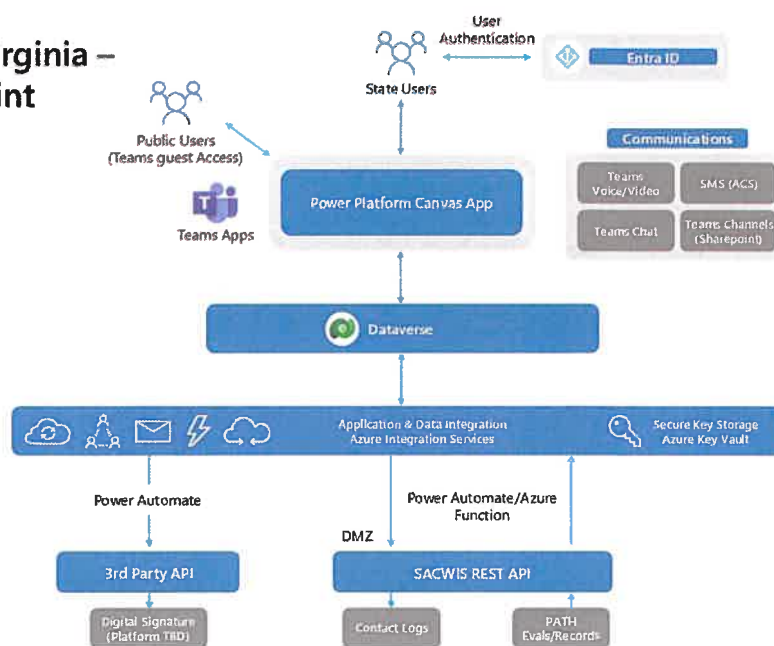 rginia –
int
User
Authentication
Entra ID
State Users
Public Users
(Teams guest Access)
Communications
Teams
Voice/Video
SMS (ACS)
Teams Chat
Teams Channels
(Sharepoint)
Power Platform Canvas App
T
Teams Apps
Dataverse
Application & Data Integration
Azure Integration Services
Secure Key Storage
Azure Key Vault
Power Automate
Power Automate/Azure
Function
DMZ
3rd Party API
SACWIS REST API
Digital Signature
(Platform TBD)
Contact Logs
PATH
Evals/Records